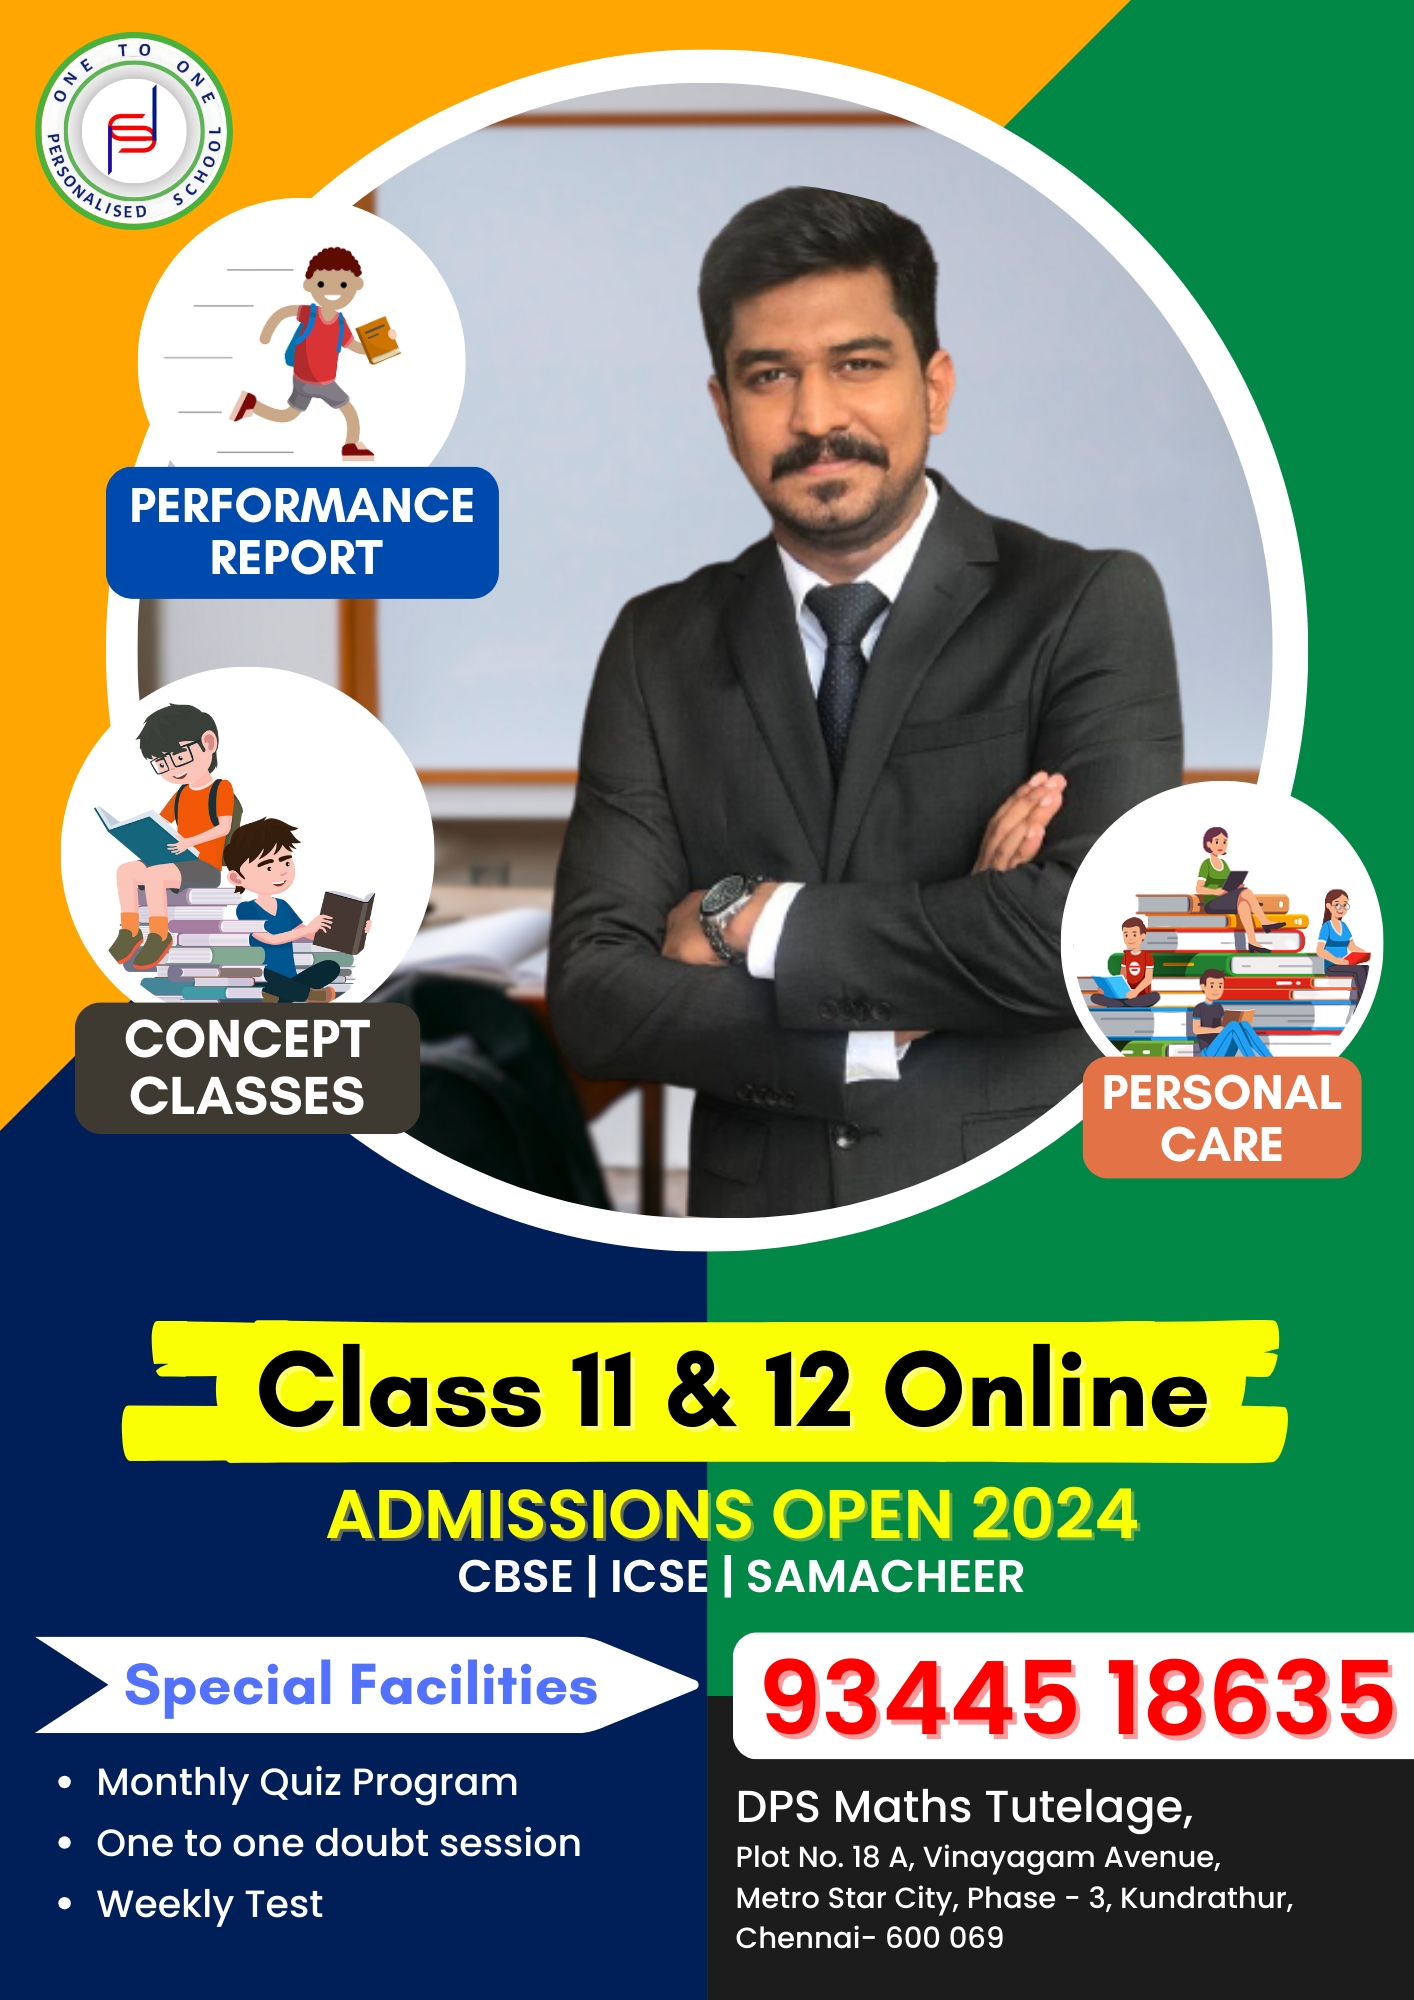 ONE TO ONE
PERSONALISED SCHOOL
PERFORMANCE
REPORT
CONCEPT
CLASSES
PERSONAL
CARE
Class 11 & 12 Online
ADMISSIONS OPEN 2024
CBSE | ICSE | SAMACHEER
Special Facilities
• Monthly Quiz Program
• One to one doubt session
• Weekly Test
93445 18635
DPS Maths Tutelage,
Plot No. 18 A, Vinayagam Avenue,
Metro Star City, Phase - 3, Kundrathur,
Chennai- 600 069